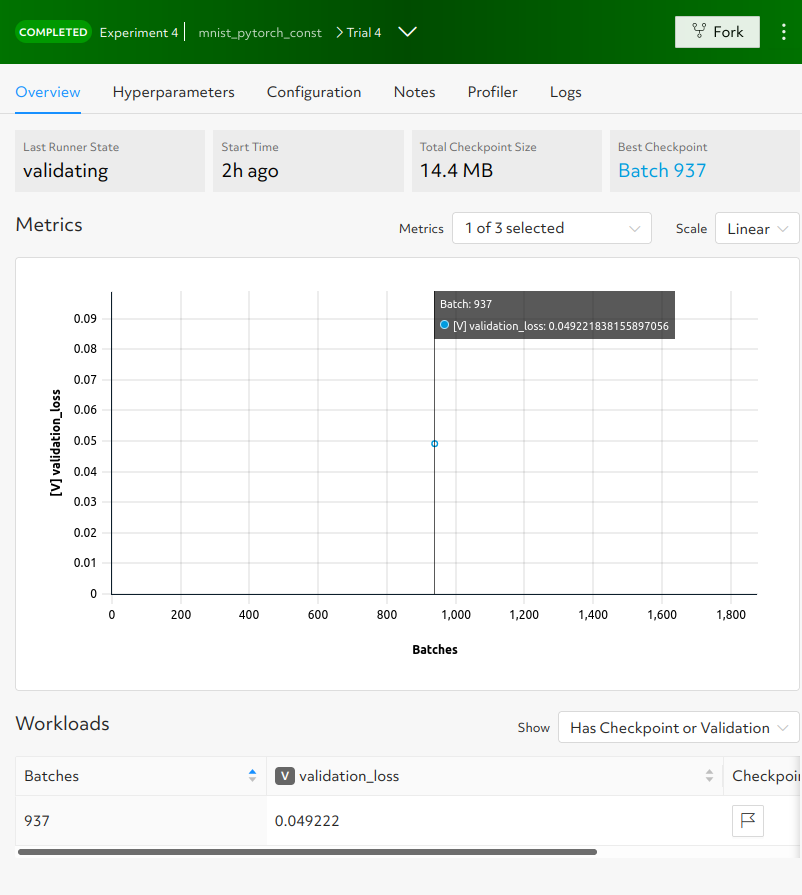 COMPLETED Experiment 4 mnist_pytorch_const Trial 4 Fork
Overview Hyperparameters Configuration Notes Profiler Logs
Last Runner State Start Time Total Checkpoint Size Best Checkpoint
validating 2h ago 14.4 MB Batch 937
Metrics Metrics 1 of 3 selected Scale Linear
Batch: 937
[V] validation_loss: 0.049221838155897056
0.09
0.08
0.07
0.06
0.05
0.04
0.03
0.02
0.01
0
[V] validation_loss
0 200 400 600 800 1,000 1,200 1,400 1,600 1,800
Batches
Workloads Show Has Checkpoint or Validation
Batches V validation_loss Checkpoi
937 0.049222